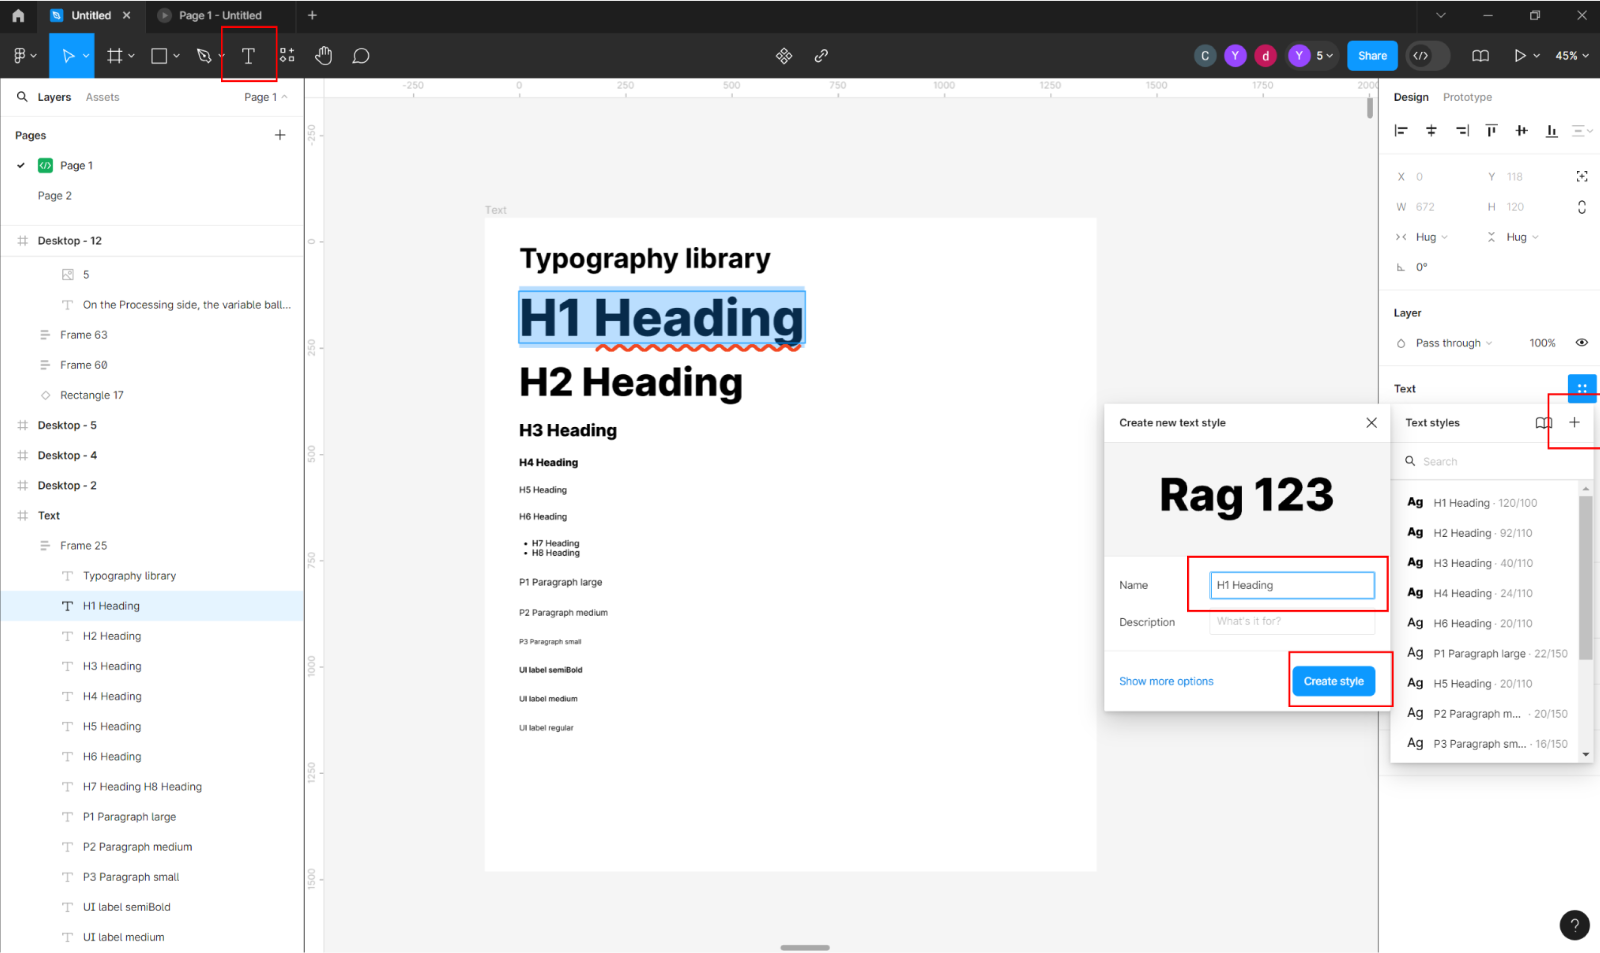 Untitled
Page 1 - Untitled
C
Y
d
Y
5
Share
45%
Layers
Assets
Page 1
Pages
Page 1
Page 2
Desktop - 12
5
On the Processing side, the variable ball...
Frame 63
Frame 60
Rectangle 17
Desktop - 5
Desktop - 4
Desktop - 2
Text
Frame 25
Typography library
H1 Heading
H2 Heading
H3 Heading
H4 Heading
H5 Heading
H6 Heading
H7 Heading H8 Heading
P1 Paragraph large
P2 Paragraph medium
P3 Paragraph small
UI label semiBold
UI label medium
-250
0
250
500
750
1000
1250
1500
1750
2000
-250
0
250
500
750
1000
1250
1500
Text
Typography library
H1 Heading
H2 Heading
H3 Heading
H4 Heading
H5 Heading
H6 Heading
• H7 Heading
• H8 Heading
P1 Paragraph large
P2 Paragraph medium
P3 Paragraph small
UI label semiBold
UI label medium
UI label regular
Create new text style
Rag 123
Name
H1 Heading
Description
What's it for?
Show more options
Create style
Design
Prototype
X 0
Y 118
W 672
H 120
Hug
Hug
0°
Layer
Pass through
100%
Text
Text styles
Search
Ag H1 Heading · 120/100
Ag H2 Heading · 92/110
Ag H3 Heading · 40/110
Ag H4 Heading · 24/110
Ag H6 Heading · 20/110
Ag P1 Paragraph large · 22/150
Ag H5 Heading · 20/110
Ag P2 Paragraph m... · 20/150
Ag P3 Paragraph sm... · 16/150
?